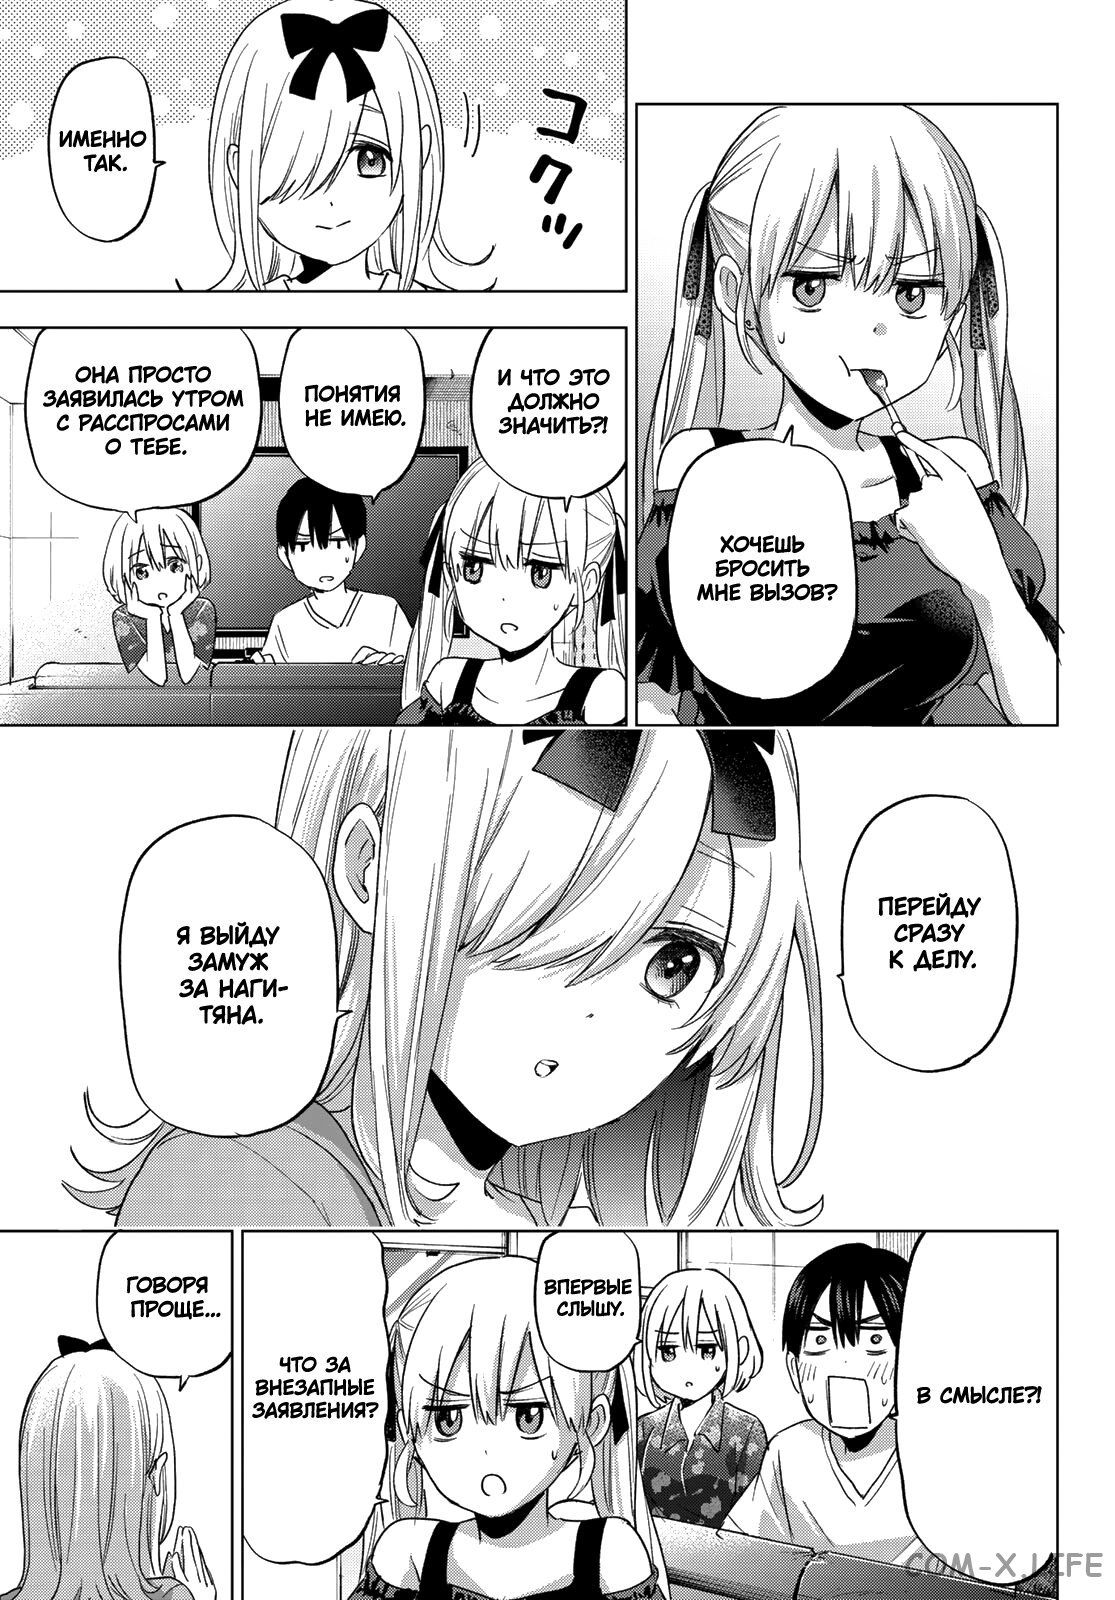 ХОЧЕШЬ
БРОСИТЬ
МНЕ ВЫЗОВ?
コクッ
ИМЕННО
ТАК.
И ЧТО ЭТО
ДОЛЖНО
ЗНАЧИТЬ?!
ПОНЯТИЯ
НЕ ИМЕЮ.
ОНА ПРОСТО
ЗАЯВИЛАСЬ УТРОМ
С РАССПРОСАМИ
О ТЕБЕ.
ПЕРЕЙДУ
СРАЗУ
К ДЕЛУ.
Я ВЫЙДУ
ЗАМУЖ
ЗА НАГИ-
ТЯНА.
В СМЫСЛЕ?!
ВПЕРВЫЕ
СЛЫШУ.
ЧТО ЗА
ВНЕЗАПНЫЕ
ЗАЯВЛЕНИЯ?
ГОВОРЯ
ПРОЩЕ...
COM-X.LIFE